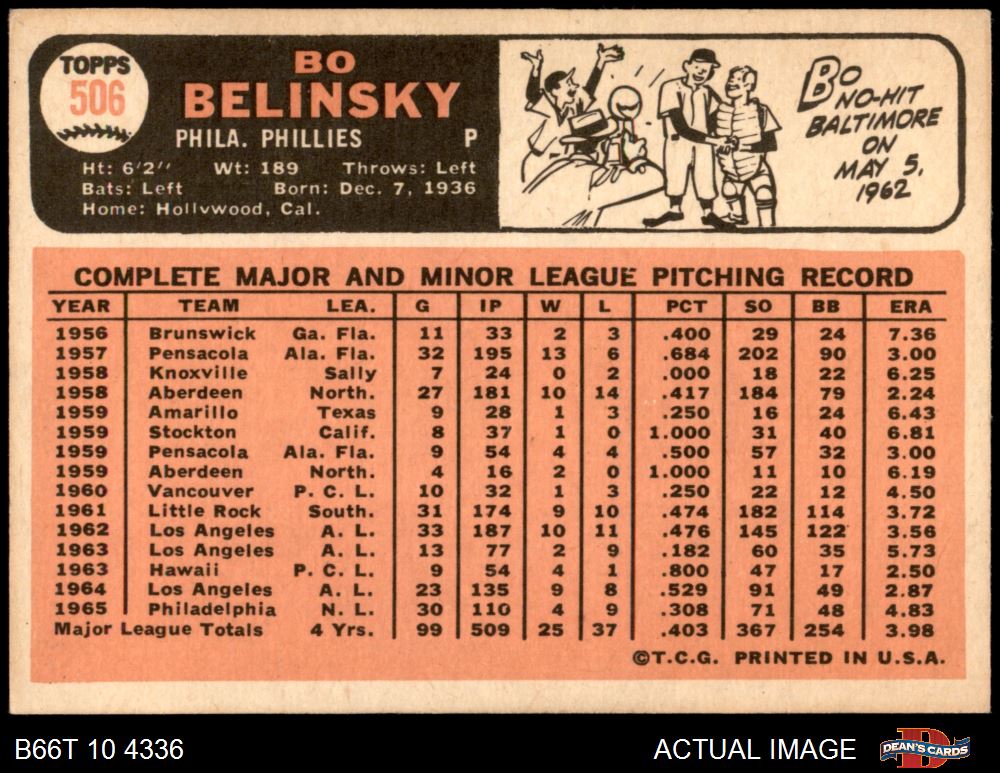 TOPPS
506
BO
BELINSKY
PHILA. PHILLIES P
Ht: 6'2" Wt: 189 Throws: Left
Bats: Left Born: Dec. 7, 1936
Home: Hollvwood, Cal.
BO NO-HIT
BALTIMORE
ON
MAY 5,
1962
COMPLETE MAJOR AND MINOR LEAGUE PITCHING RECORD
YEAR TEAM LEA. G IP W L PCT SO BB ERA
1956 Brunswick Ga. Fla. 11 33 2 3 .400 29 24 7.36
1957 Pensacola Ala. Fla. 32 195 13 6 .684 202 90 3.00
1958 Knoxville Sally 7 24 0 2 .000 18 22 6.25
1958 Aberdeen North. 27 181 10 14 .417 184 79 2.24
1959 Amarillo Texas 9 28 1 3 .250 16 24 6.43
1959 Stockton Calif. 8 37 1 0 1.000 31 40 6.81
1959 Pensacola Ala. Fla. 9 54 4 4 .500 57 32 3.00
1959 Aberdeen North. 4 16 2 0 1.000 11 10 6.19
1960 Vancouver P. C. L. 10 32 1 3 .250 22 12 4.50
1961 Little Rock South. 31 174 9 10 .474 182 114 3.72
1962 Los Angeles A. L. 33 187 10 11 .476 145 122 3.56
1963 Los Angeles A. L. 13 77 2 9 .182 60 35 5.73
1963 Hawaii P. C. L. 9 54 4 1 .800 47 17 2.50
1964 Los Angeles A. L. 23 135 9 8 .529 91 49 2.87
1965 Philadelphia N. L. 30 110 4 9 .308 71 48 4.83
Major League Totals 4 Yrs. 99 509 25 37 .403 367 254 3.98
©T.C.G. PRINTED IN U.S.A.
B66T 10 4336 ACTUAL IMAGE DEAN'S CARDS